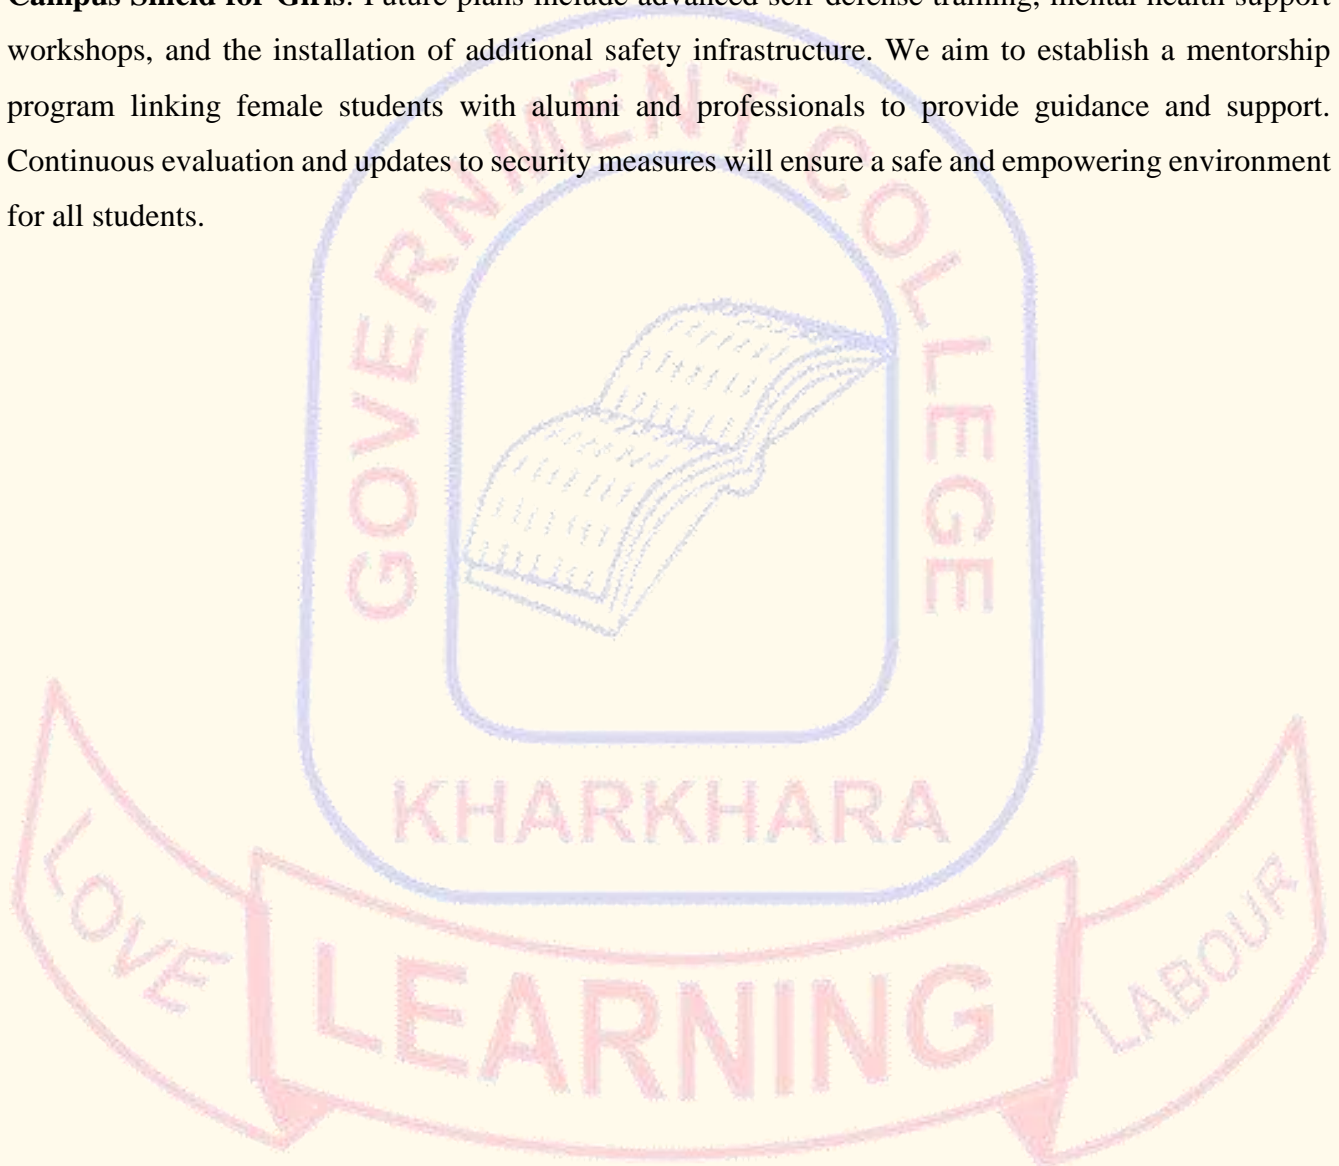 Campus Shield for Girls. Future plans include advanced self-defense training, mental health support
workshops, and the installation of additional safety infrastructure. We aim to establish a mentorship
program linking female students with alumni and professionals to provide guidance and support.
Continuous evaluation and updates to security measures will ensure a safe and empowering environment
for all students.
GOVERNMENT COLLEGE
KHARKHARA
LOVE
LEARNING
LABOUR